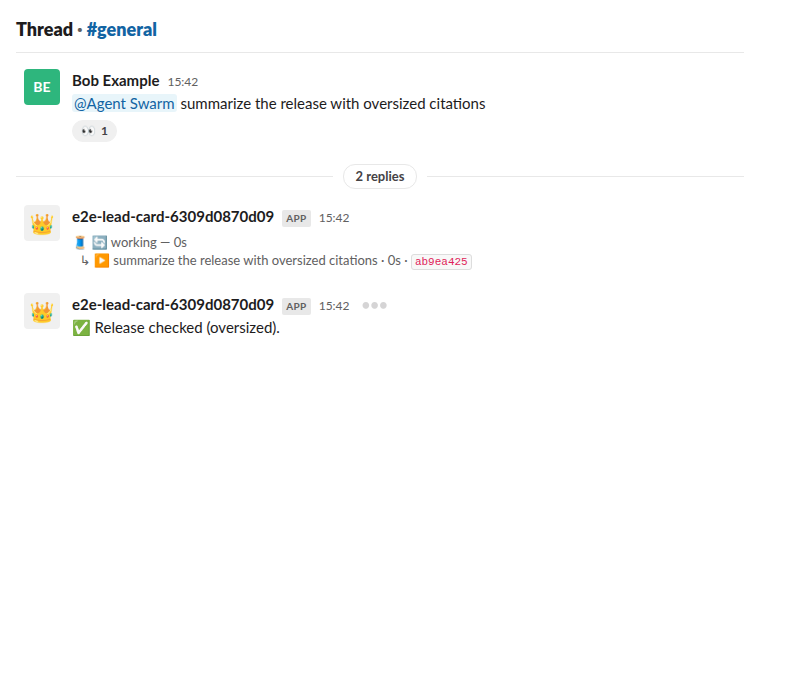 Thread • #general
BE
Bob Example 15:42
@Agent Swarm summarize the release with oversized citations
👀 1
2 replies
e2e-lead-card-6309d0870d09 APP 15:42
🧵 🔄 working — 0s
↳ ▶️ summarize the release with oversized citations · 0s · ab9ea425
e2e-lead-card-6309d0870d09 APP 15:42
✅ Release checked (oversized).